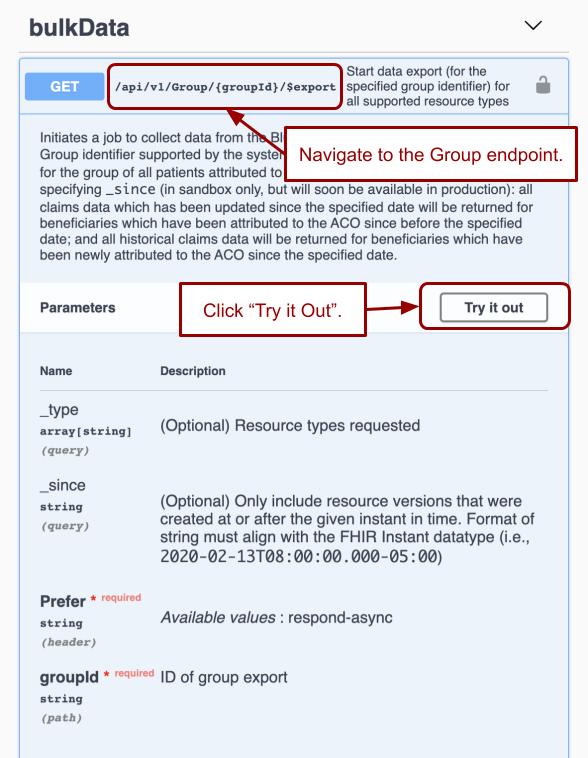 bulkData
GET /api/v1/Group/{groupId}/$export
Start data export (for the
specified group identifier) for
all supported resource types
Initiates a job to collect data from the
Navigate to the Group endpoint.
Group identifier supported by the
for the group of all patients attributed to
specifying _since (in sandbox only, but will soon be available in production): all
claims data which has been updated since the specified date will be returned for
beneficiaries which have been attributed to the ACO since before the specified
date; and all historical claims data will be returned for beneficiaries which have
been newly attributed to the ACO since the specified date.
Parameters
Click “Try it Out”.
Try it out
Name Description
_type
array[string]
(query)
(Optional) Resource types requested
_since
string
(query)
(Optional) Only include resource versions that were
created at or after the given instant in time. Format of
string must align with the FHIR Instant datatype (i.e.,
2020-02-13T08:00:00.000-05:00)
Prefer * required
string
(header)
Available values : respond-async
groupId * required
string
(path)
ID of group export